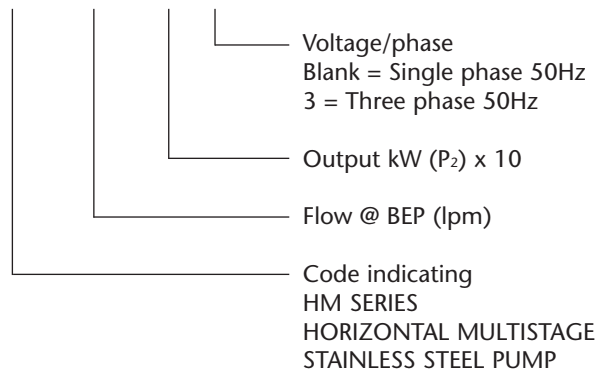 Voltage/phase
Blank = Single phase 50Hz
3 = Three phase 50Hz
Output kW (P₂) x 10
Flow @ BEP (lpm)
Code indicating
HM SERIES
HORIZONTAL MULTISTAGE
STAINLESS STEEL PUMP